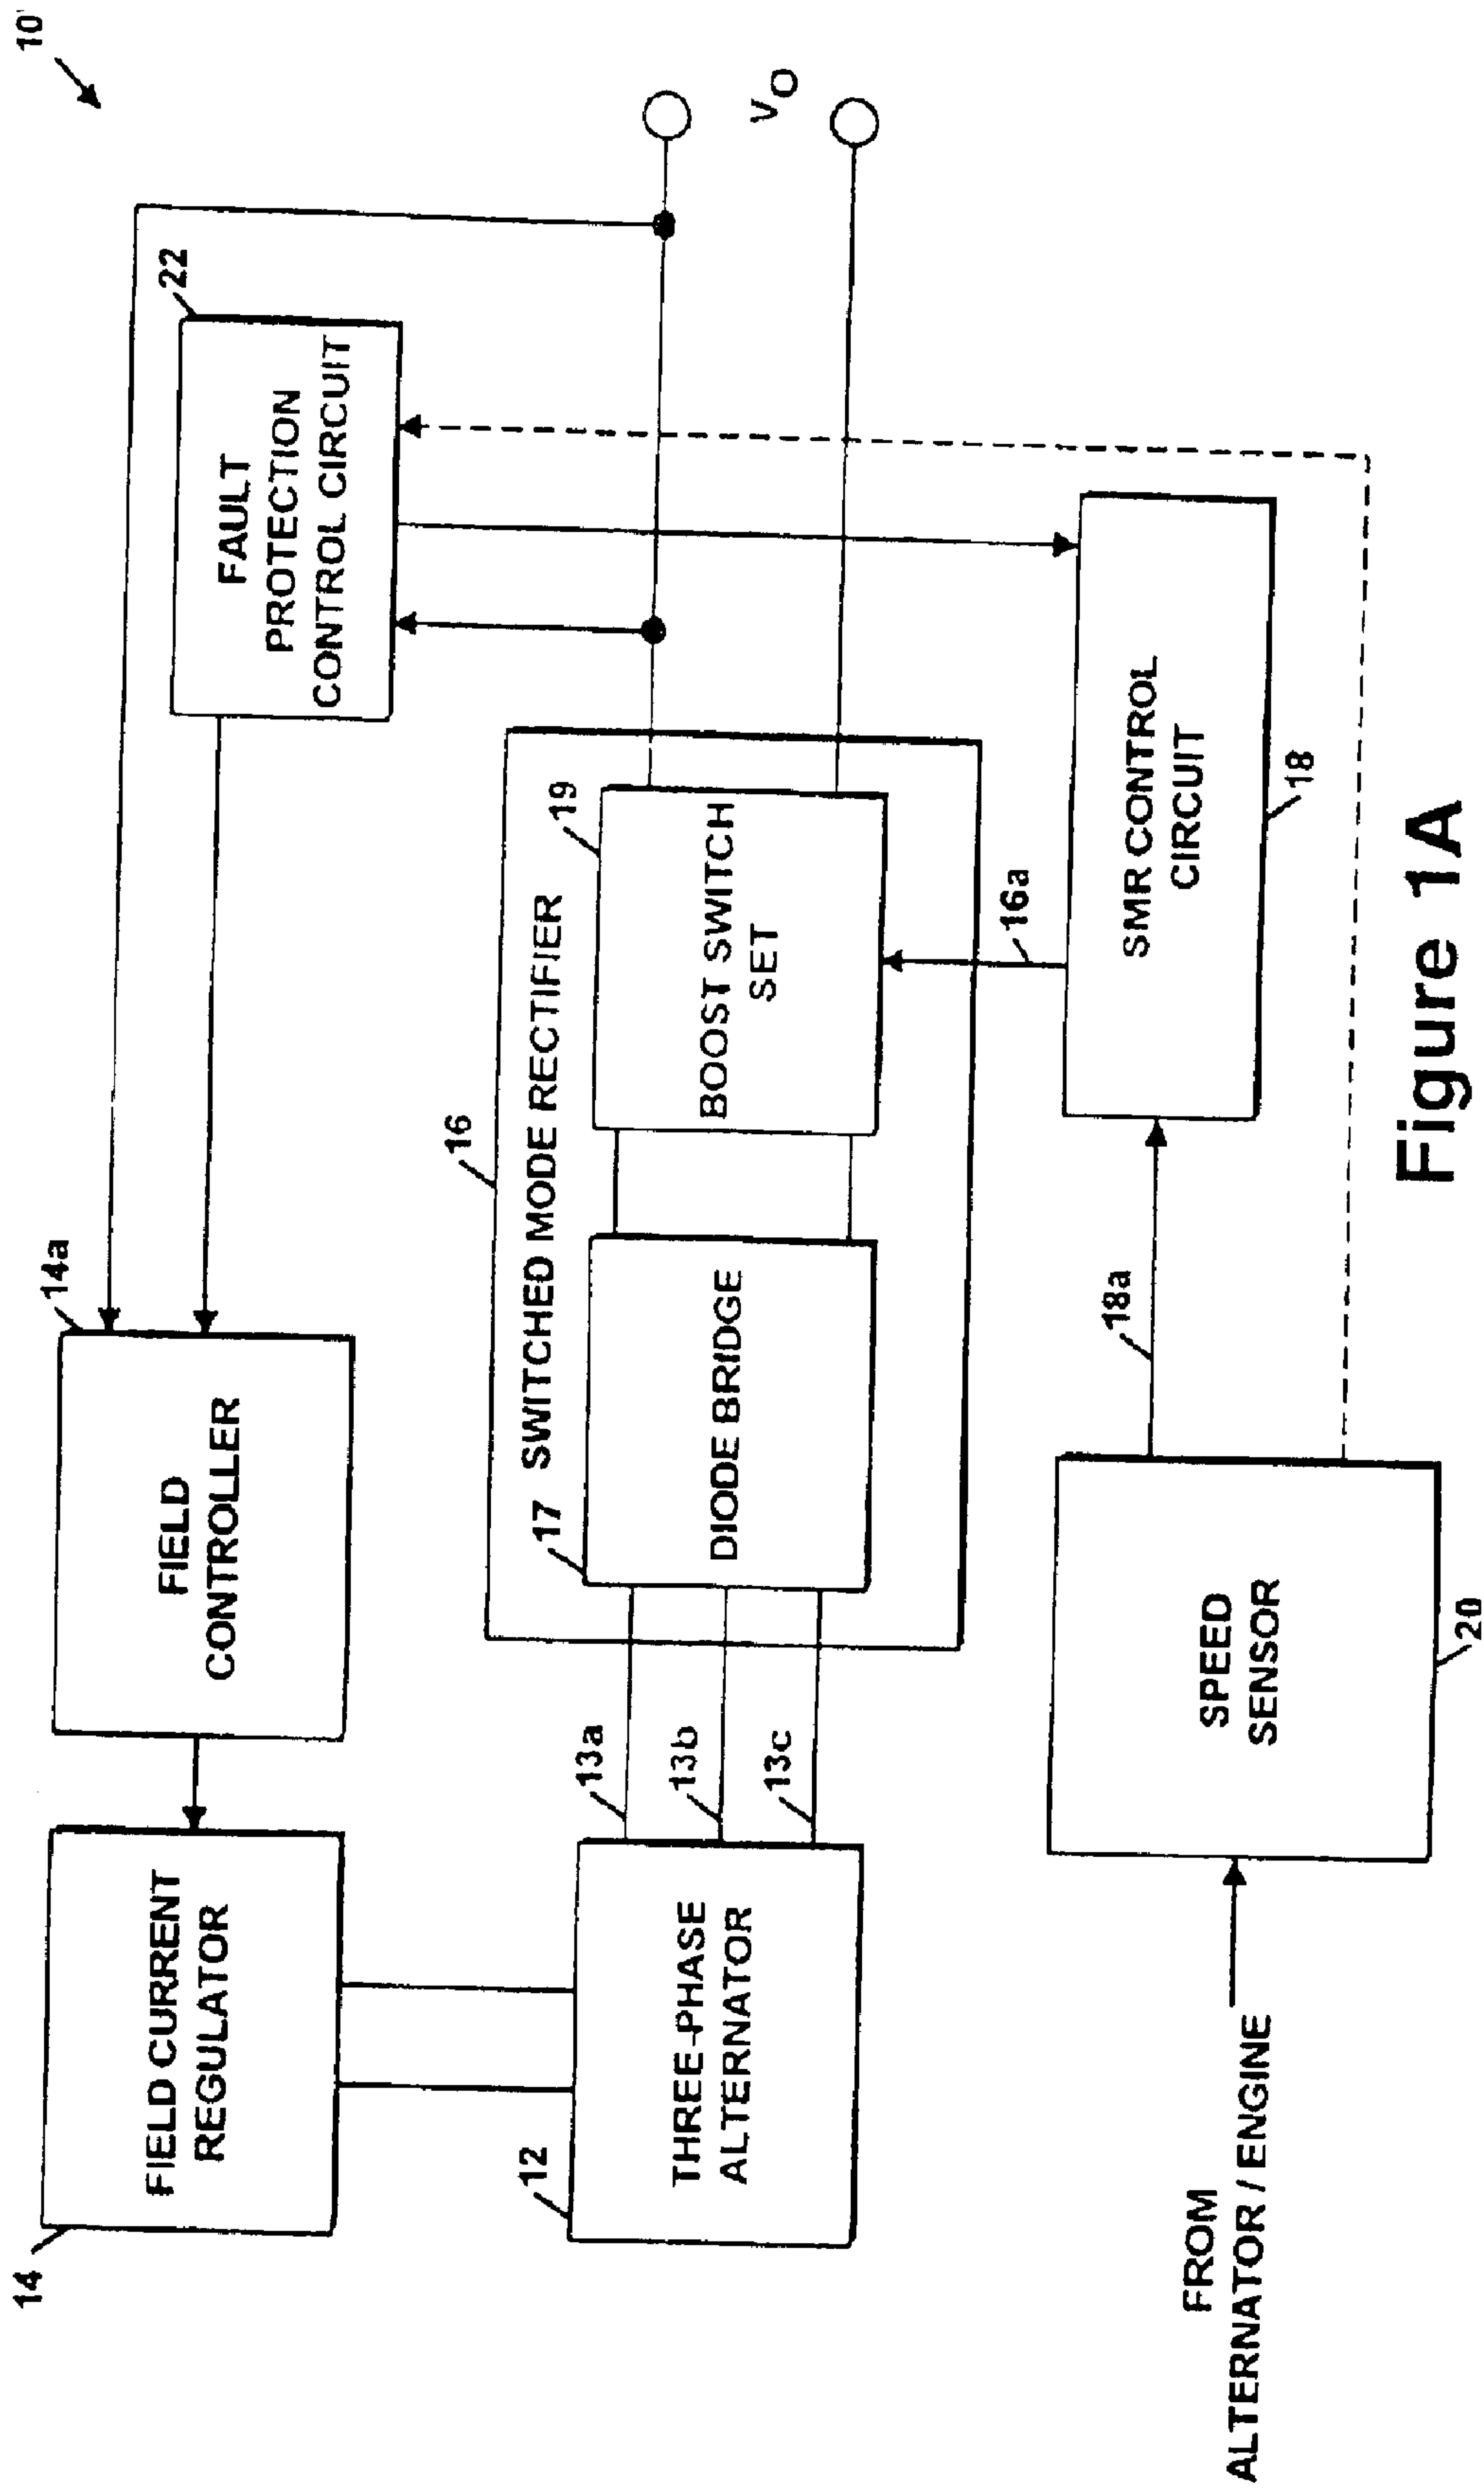 10
14
FIELD CURRENT
REGULATOR
14a
FIELD
CONTROLLER
22
FAULT
PROTECTION
CONTROL CIRCUIT
12
THREE-PHASE
ALTERNATOR
13a
13b
13c
16
SWITCHED MODE RECTIFIER
17
DIODE BRIDGE
19
BOOST SWITCH
SET
VO
16a
FROM
ALTERNATOR / ENGINE
SPEED
SENSOR
20
18a
SMR CONTROL
CIRCUIT
18
Figure 1A